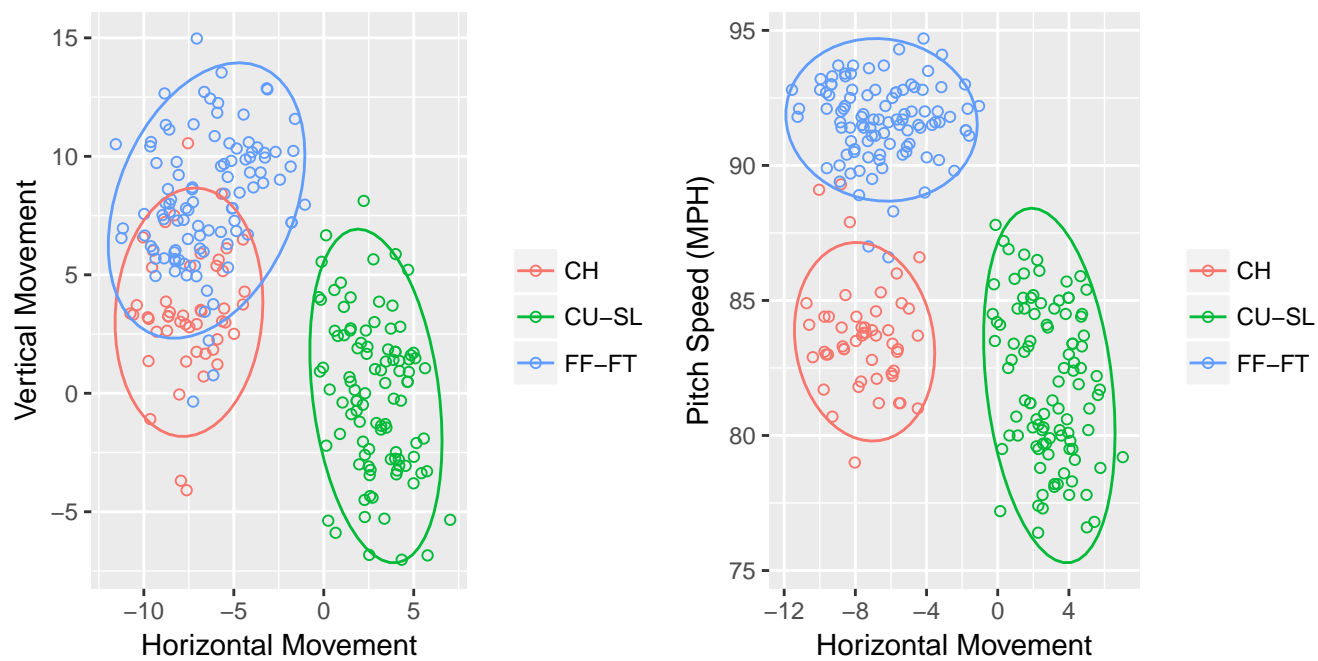 15
10
5
0
−5
−10
−5
0
5
Vertical Movement
Horizontal Movement
CH
CU−SL
FF−FT
95
90
85
80
75
−12
−8
−4
0
4
Pitch Speed (MPH)
Horizontal Movement
CH
CU−SL
FF−FT